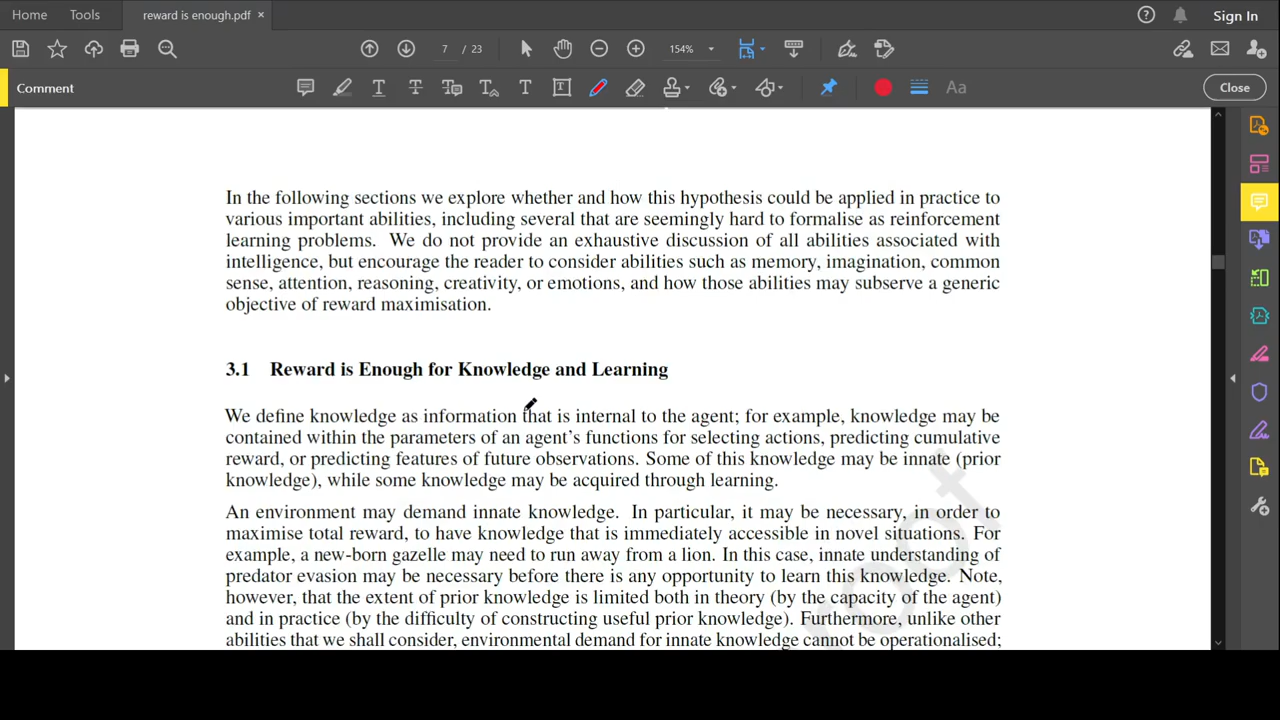 Home Tools reward is enough.pdf × Sign In
7 / 23 154%
Comment Aa Close
In the following sections we explore whether and how this hypothesis could be applied in practice to
various important abilities, including several that are seemingly hard to formalise as reinforcement
learning problems. We do not provide an exhaustive discussion of all abilities associated with
intelligence, but encourage the reader to consider abilities such as memory, imagination, common
sense, attention, reasoning, creativity, or emotions, and how those abilities may subserve a generic
objective of reward maximisation.
3.1 Reward is Enough for Knowledge and Learning
We define knowledge as information that is internal to the agent; for example, knowledge may be
contained within the parameters of an agent's functions for selecting actions, predicting cumulative
reward, or predicting features of future observations. Some of this knowledge may be innate (prior
knowledge), while some knowledge may be acquired through learning.
An environment may demand innate knowledge. In particular, it may be necessary, in order to
maximise total reward, to have knowledge that is immediately accessible in novel situations. For
example, a new-born gazelle may need to run away from a lion. In this case, innate understanding of
predator evasion may be necessary before there is any opportunity to learn this knowledge. Note,
however, that the extent of prior knowledge is limited both in theory (by the capacity of the agent)
and in practice (by the difficulty of constructing useful prior knowledge). Furthermore, unlike other
abilities that we shall consider, environmental demand for innate knowledge cannot be operationalised;